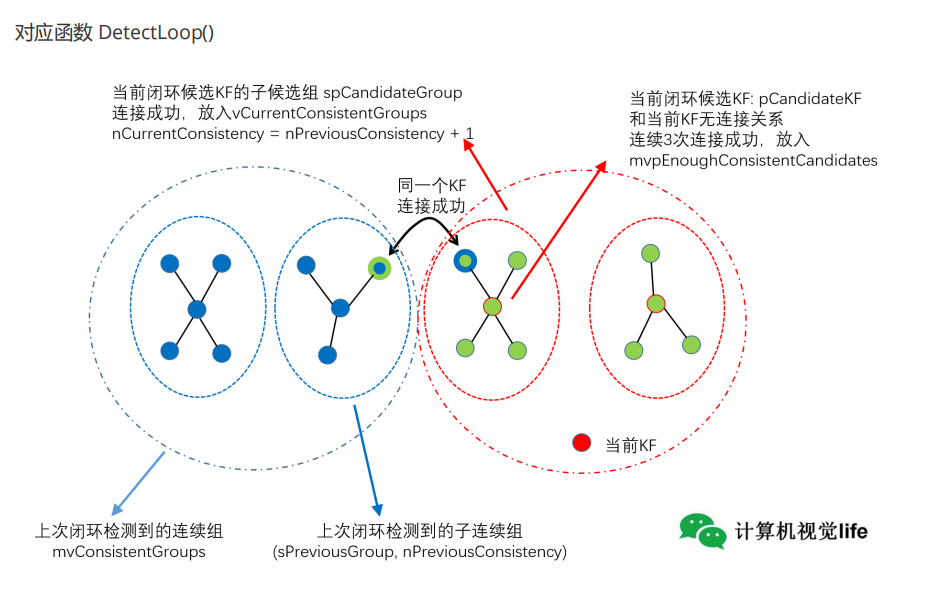 对应函数 DetectLoop()
当前闭环候选KF的子候选组 spCandidateGroup
连接成功，放入vCurrentConsistentGroups
nCurrentConsistency = nPreviousConsistency + 1
当前闭环候选KF: pCandidateKF
和当前KF无连接关系
连续3次连接成功，放入
mvpEnoughConsistentCandidates
同一个KF
连接成功
当前KF
上次闭环检测到的连续组
mvConsistentGroups
上次闭环检测到的子连续组
(sPreviousGroup, nPreviousConsistency)
计算机视觉life